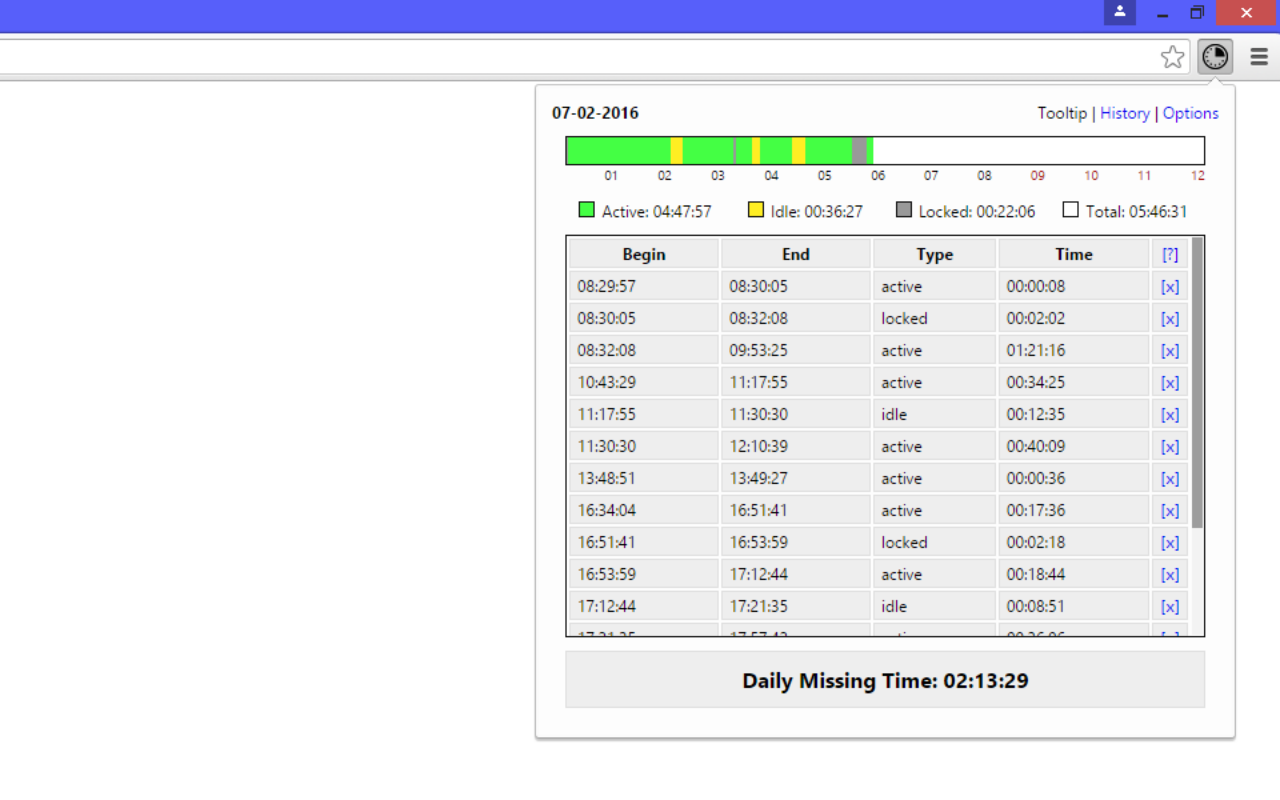 07-02-2016 Tooltip | History | Options
01 02 03 04 05 06 07 08 09 10 11 12
Active: 04:47:57 Idle: 00:36:27 Locked: 00:22:06 Total: 05:46:31
Begin End Type Time [?]
08:29:57 08:30:05 active 00:00:08 [x]
08:30:05 08:32:08 locked 00:02:02 [x]
08:32:08 09:53:25 active 01:21:16 [x]
10:43:29 11:17:55 active 00:34:25 [x]
11:17:55 11:30:30 idle 00:12:35 [x]
11:30:30 12:10:39 active 00:40:09 [x]
13:48:51 13:49:27 active 00:00:36 [x]
16:34:04 16:51:41 active 00:17:36 [x]
16:51:41 16:53:59 locked 00:02:18 [x]
16:53:59 17:12:44 active 00:18:44 [x]
17:12:44 17:21:35 idle 00:08:51 [x]
Daily Missing Time: 02:13:29